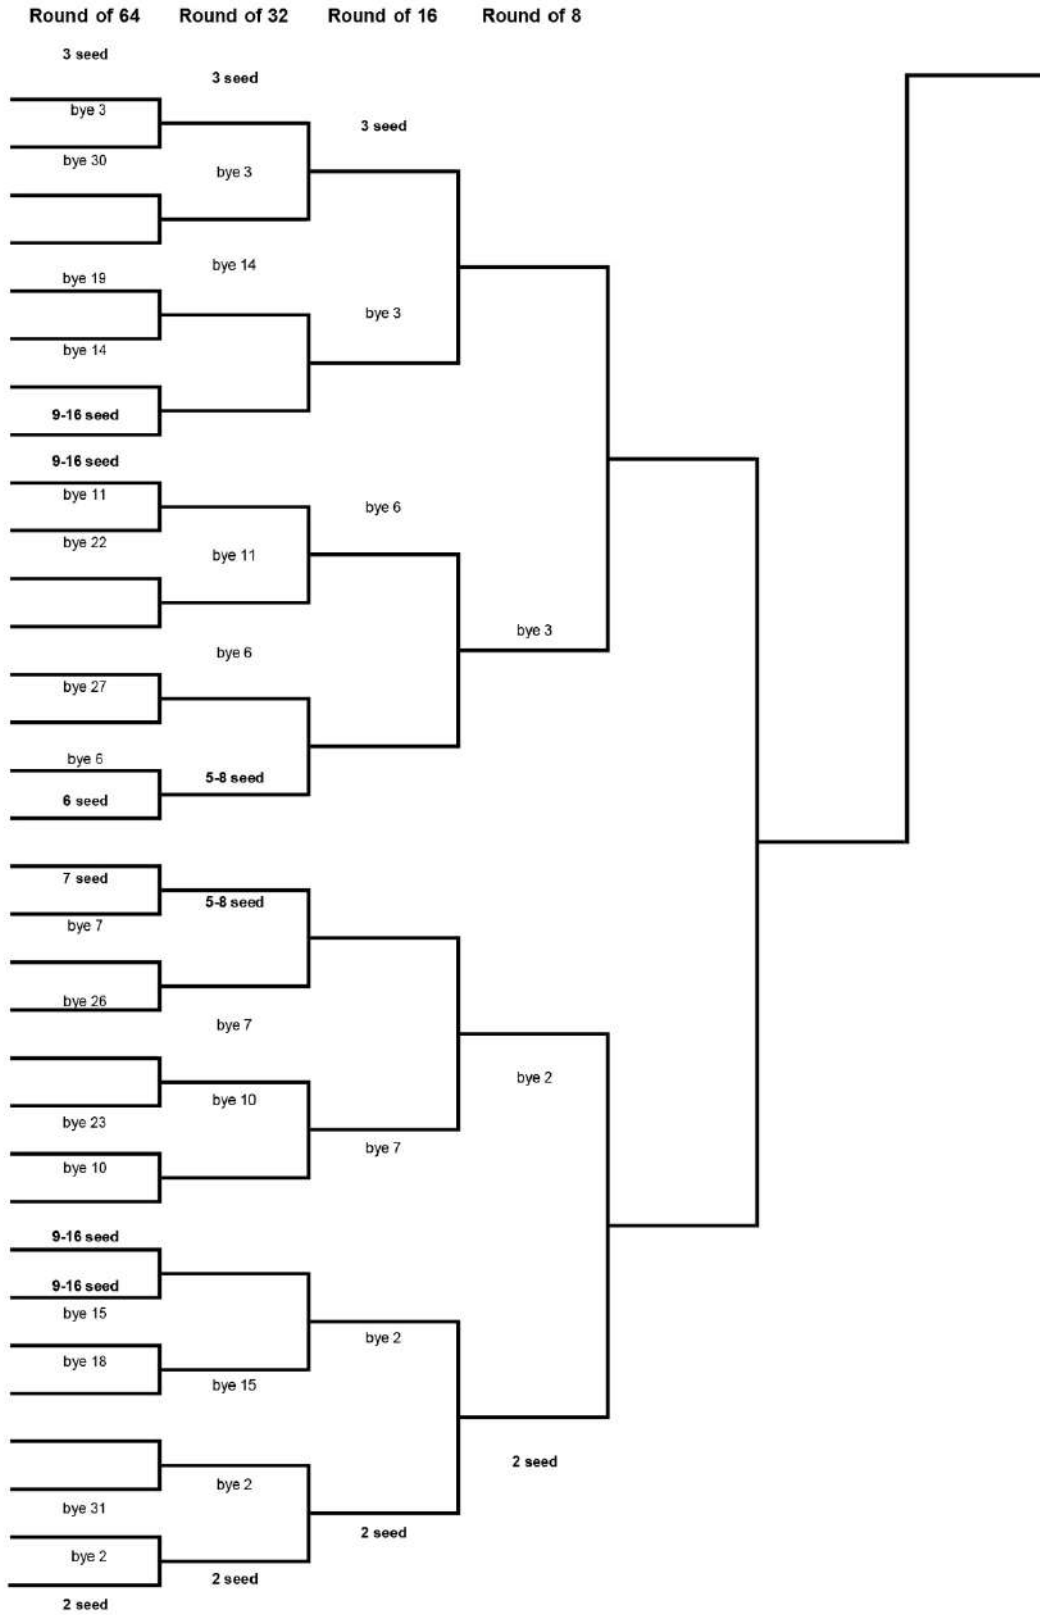 Round of 64 Round of 32 Round of 16 Round of 8
3 seed
3 seed
bye 3
3 seed
bye 30
bye 3
bye 14
bye 19
bye 3
bye 14
9-16 seed
9-16 seed
bye 11
bye 6
bye 22
bye 11
bye 3
bye 6
bye 27
bye 6
5-8 seed
6 seed
7 seed
5-8 seed
bye 7
bye 26
bye 7
bye 2
bye 10
bye 23
bye 7
bye 10
9-16 seed
9-16 seed
bye 15
bye 2
bye 18
bye 15
2 seed
bye 2
bye 31
2 seed
bye 2
2 seed
2 seed